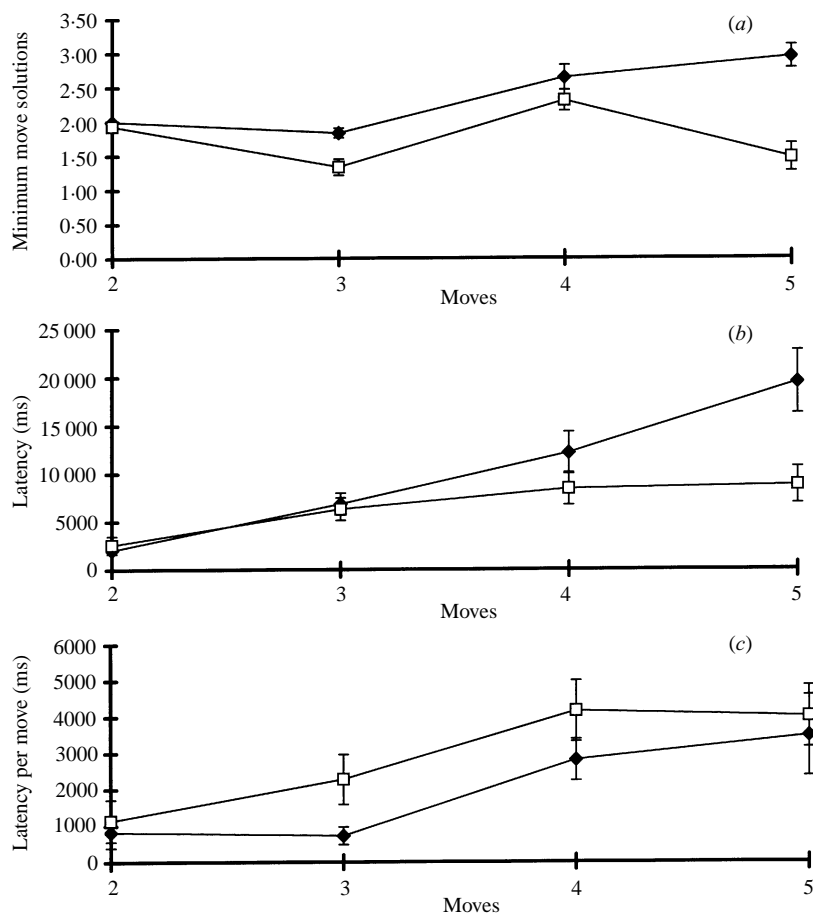 (a)
Minimum move solutions
3·50
3·00
2·50
2·00
1·50
1·00
0·50
0·00
2 3 4 5
Moves
(b)
Latency (ms)
25 000
20 000
15 000
10 000
5000
0
2 3 4 5
Moves
(c)
Latency per move (ms)
6000
5000
4000
3000
2000
1000
0
2 3 4 5
Moves